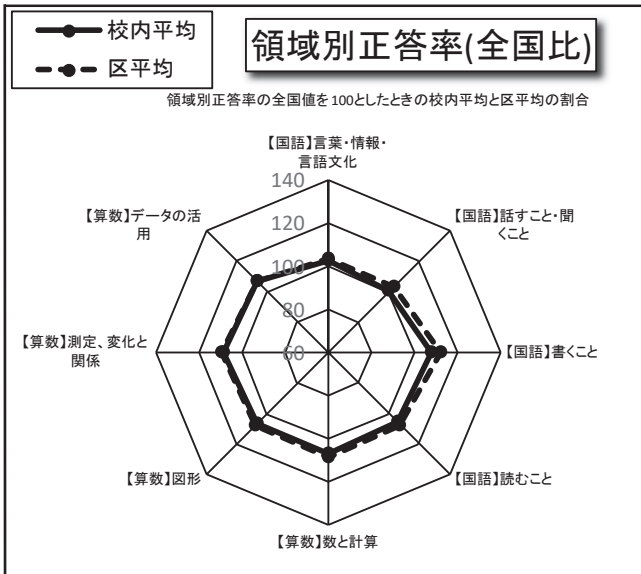 校内平均
区平均
領域別正答率(全国比)
領域別正答率の全国値を100としたときの校内平均と区平均の割合
【国語】言葉・情報・
言語文化
【国語】話すこと・聞
くこと
【国語】書くこと
【国語】読むこと
【算数】数と計算
【算数】図形
【算数】測定、変化と
関係
【算数】データの活
用
140
120
100
80
60